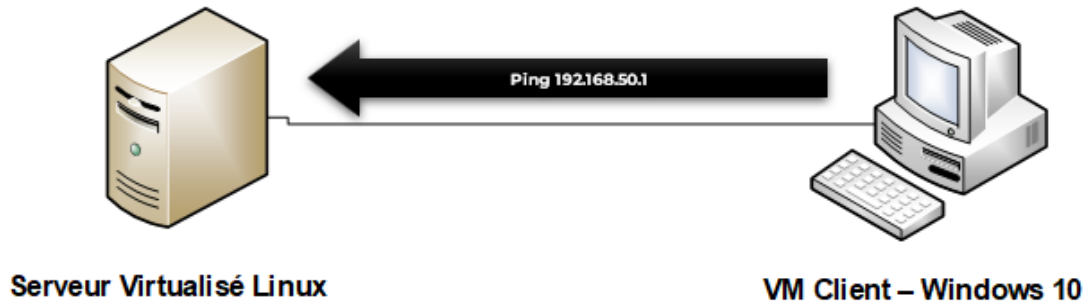 Ping 192.168.50.1
Serveur Virtualisé Linux
VM Client – Windows 10